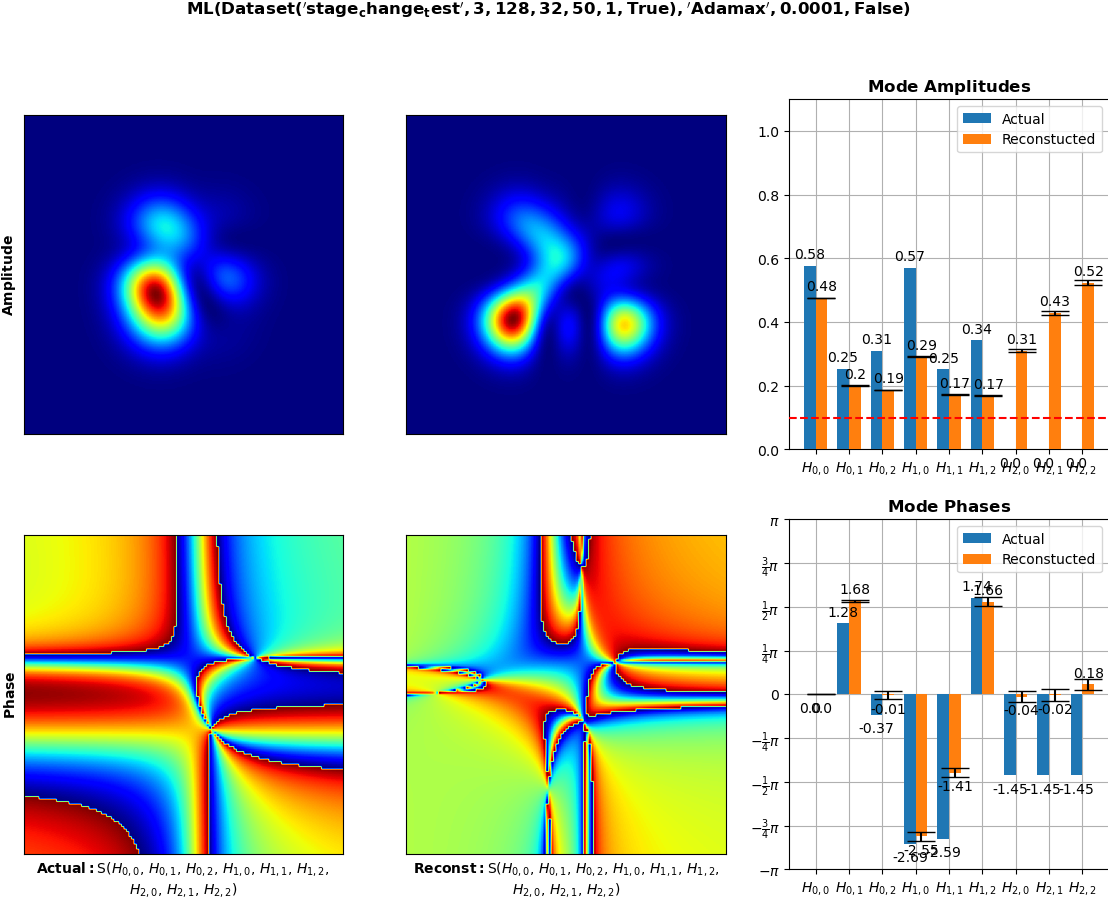 ML(Dataset('stage_change_test', 3, 128, 32, 50, 1, True), 'Adamax', 0.0001, False)
Amplitude
Mode Amplitudes
Actual
Reconstucted
1.0
0.8
0.6
0.4
0.2
0.0
0.58
0.48
0.25
0.2
0.31
0.19
0.57
0.29
0.25
0.17
0.34
0.17
0.31
0.43
0.52
0.0 0.0 0.0
H0,0 H0,1 H0,2 H1,0 H1,1 H1,2 H2,0 H2,1 H2,2
Phase
Actual: S(H0,0, H0,1, H0,2, H1,0, H1,1, H1,2,
H2,0, H2,1, H2,2)
Reconst: S(H0,0, H0,1, H0,2, H1,0, H1,1, H1,2,
H2,0, H2,1, H2,2)
Mode Phases
Actual
Reconstucted
π
3/4π
1/2π
1/4π
0
−1/4π
−1/2π
−3/4π
−π
0.0
0.0
1.28
1.68
-0.37
-0.01
-2.69
-2.55
-2.59
-1.41
1.74
1.66
-1.45
-0.04
-1.45
-0.02
-1.45
0.18
H0,0 H0,1 H0,2 H1,0 H1,1 H1,2 H2,0 H2,1 H2,2